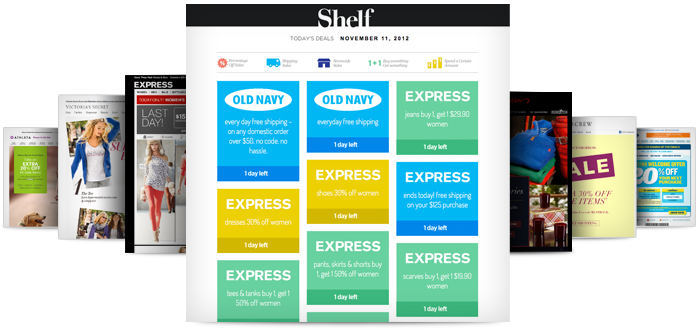 Shelf
TODAY'S DEALS NOVEMBER 11, 2012
Percentage
Off Sales
Shipping
Sales
Storewide
Sales
1+1
Buy something
Get something
Spend a Certain
Amount
OLD NAVY
every day free shipping -
on any domestic order
over $50, no code. no
hassle.
1 day left
OLD NAVY
everyday free shipping
1 day left
EXPRESS
jeans buy 1, get 1 $29.90
women
1 day left
EXPRESS
dresses 30% off women
1 day left
EXPRESS
shoes 30% off women
1 day left
EXPRESS
ends today! free shipping
on your $125 purchase
1 day left
EXPRESS
tees & tanks buy 1, get 1
50% off women
EXPRESS
pants, skirts & shorts buy
1, get 1 50% off women
1 day left
EXPRESS
scarves buy 1, get 1 $19.90
women
1 day left
ATHLETA
EXTRA
20% OFF
VICTORIA'S SECRET
EXPRESS
TODAY ONLY! WOMEN'S
LAST
DAY!
$15
CREW
ALE
30% OFF
E ITEMS*
WELCOME OFFER
20% OFF
YOUR NEXT
PURCHASE